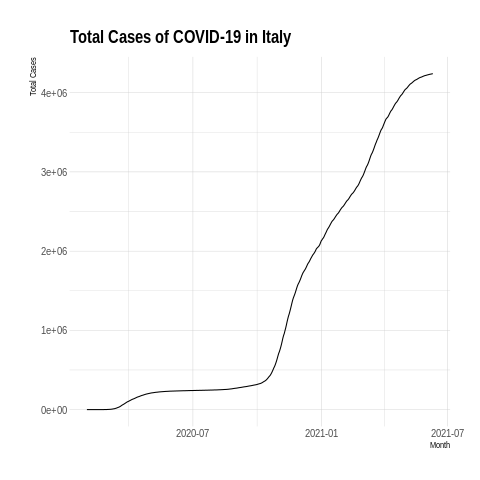 Total Cases of COVID-19 in Italy
Total Cases
4e+06
3e+06
2e+06
1e+06
0e+00
2020-07 2021-01 2021-07
Month